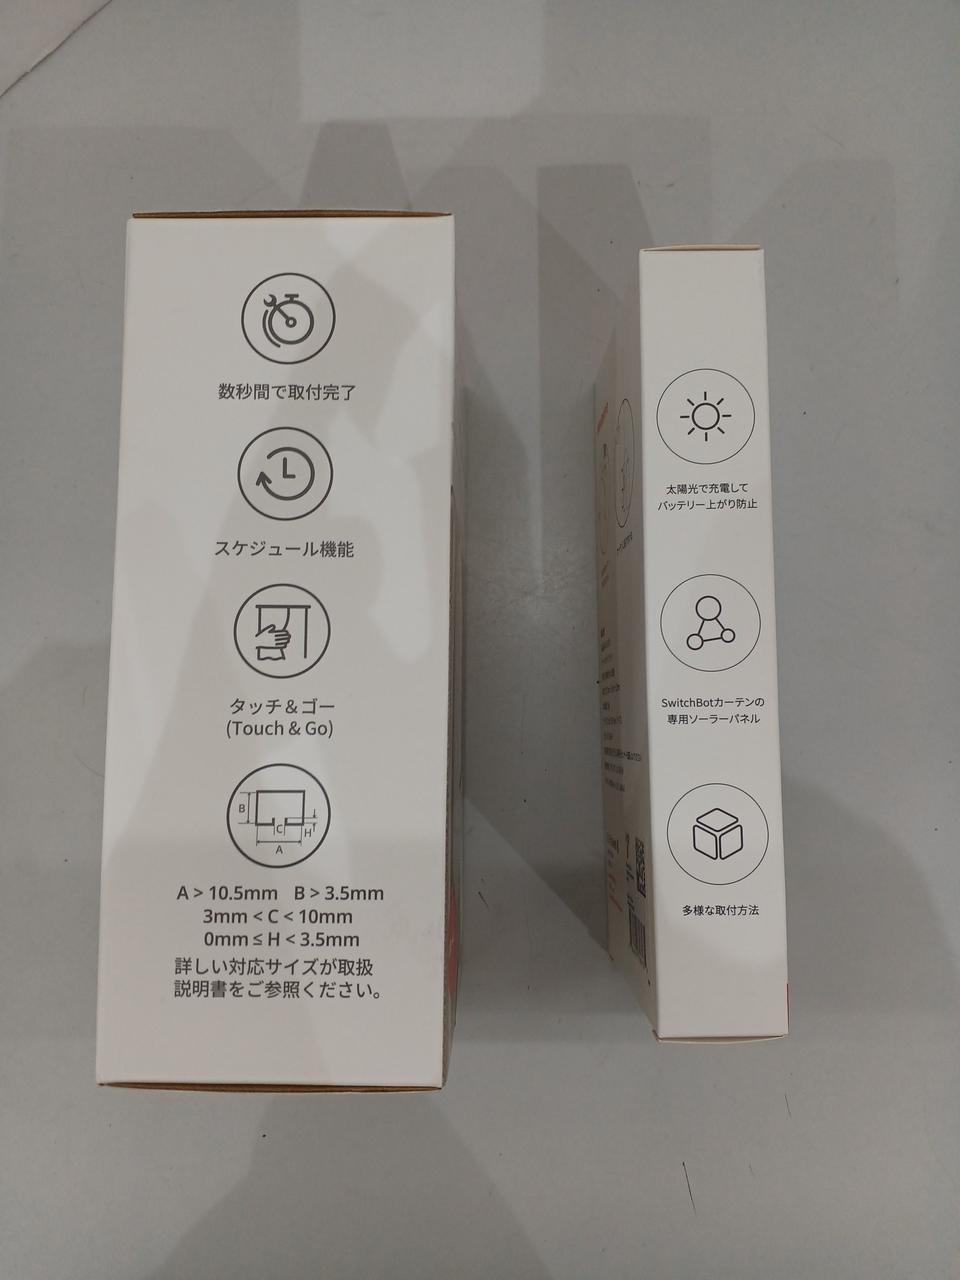 数秒間で取付完了
スケジュール機能
タッチ＆ゴー
(Touch & Go)
B
C
H
A
A > 10.5mm B > 3.5mm
3mm < C < 10mm
0mm ≤ H < 3.5mm
詳しい対応サイズが取扱
説明書をご参照ください。
太陽光で充電して
バッテリー上がり防止
SwitchBotカーテンの
専用ソーラーパネル
多様な取付方法